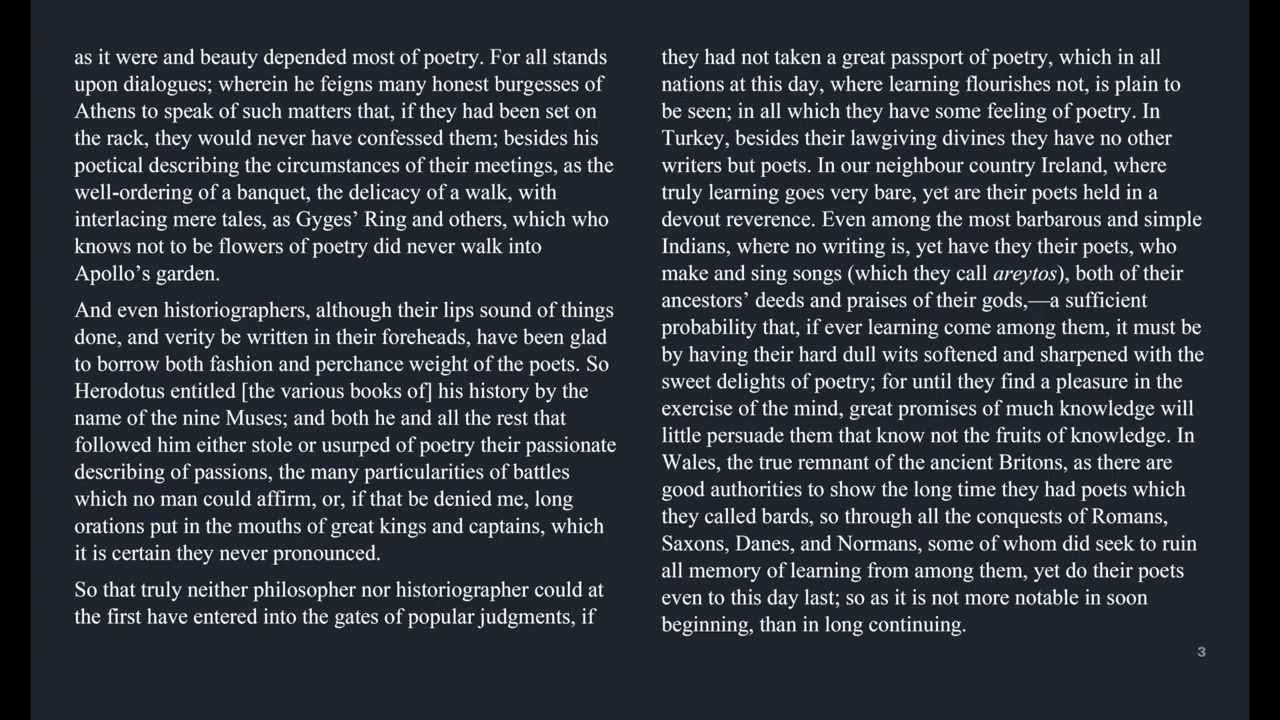 as it were and beauty depended most of poetry. For all stands
upon dialogues; wherein he feigns many honest burgesses of
Athens to speak of such matters that, if they had been set on
the rack, they would never have confessed them; besides his
poetical describing the circumstances of their meetings, as the
well-ordering of a banquet, the delicacy of a walk, with
interlacing mere tales, as Gyges’ Ring and others, which who
knows not to be flowers of poetry did never walk into
Apollo’s garden.
And even historiographers, although their lips sound of things
done, and verity be written in their foreheads, have been glad
to borrow both fashion and perchance weight of the poets. So
Herodotus entitled [the various books of] his history by the
name of the nine Muses; and both he and all the rest that
followed him either stole or usurped of poetry their passionate
describing of passions, the many particularities of battles
which no man could affirm, or, if that be denied me, long
orations put in the mouths of great kings and captains, which
it is certain they never pronounced.
So that truly neither philosopher nor historiographer could at
the first have entered into the gates of popular judgments, if
they had not taken a great passport of poetry, which in all
nations at this day, where learning flourishes not, is plain to
be seen; in all which they have some feeling of poetry. In
Turkey, besides their lawgiving divines they have no other
writers but poets. In our neighbour country Ireland, where
truly learning goes very bare, yet are their poets held in a
devout reverence. Even among the most barbarous and simple
Indians, where no writing is, yet have they their poets, who
make and sing songs (which they call areytos), both of their
ancestors’ deeds and praises of their gods,—a sufficient
probability that, if ever learning come among them, it must be
by having their hard dull wits softened and sharpened with the
sweet delights of poetry; for until they find a pleasure in the
exercise of the mind, great promises of much knowledge will
little persuade them that know not the fruits of knowledge. In
Wales, the true remnant of the ancient Britons, as there are
good authorities to show the long time they had poets which
they called bards, so through all the conquests of Romans,
Saxons, Danes, and Normans, some of whom did seek to ruin
all memory of learning from among them, yet do their poets
even to this day last; so as it is not more notable in soon
beginning, than in long continuing.
3